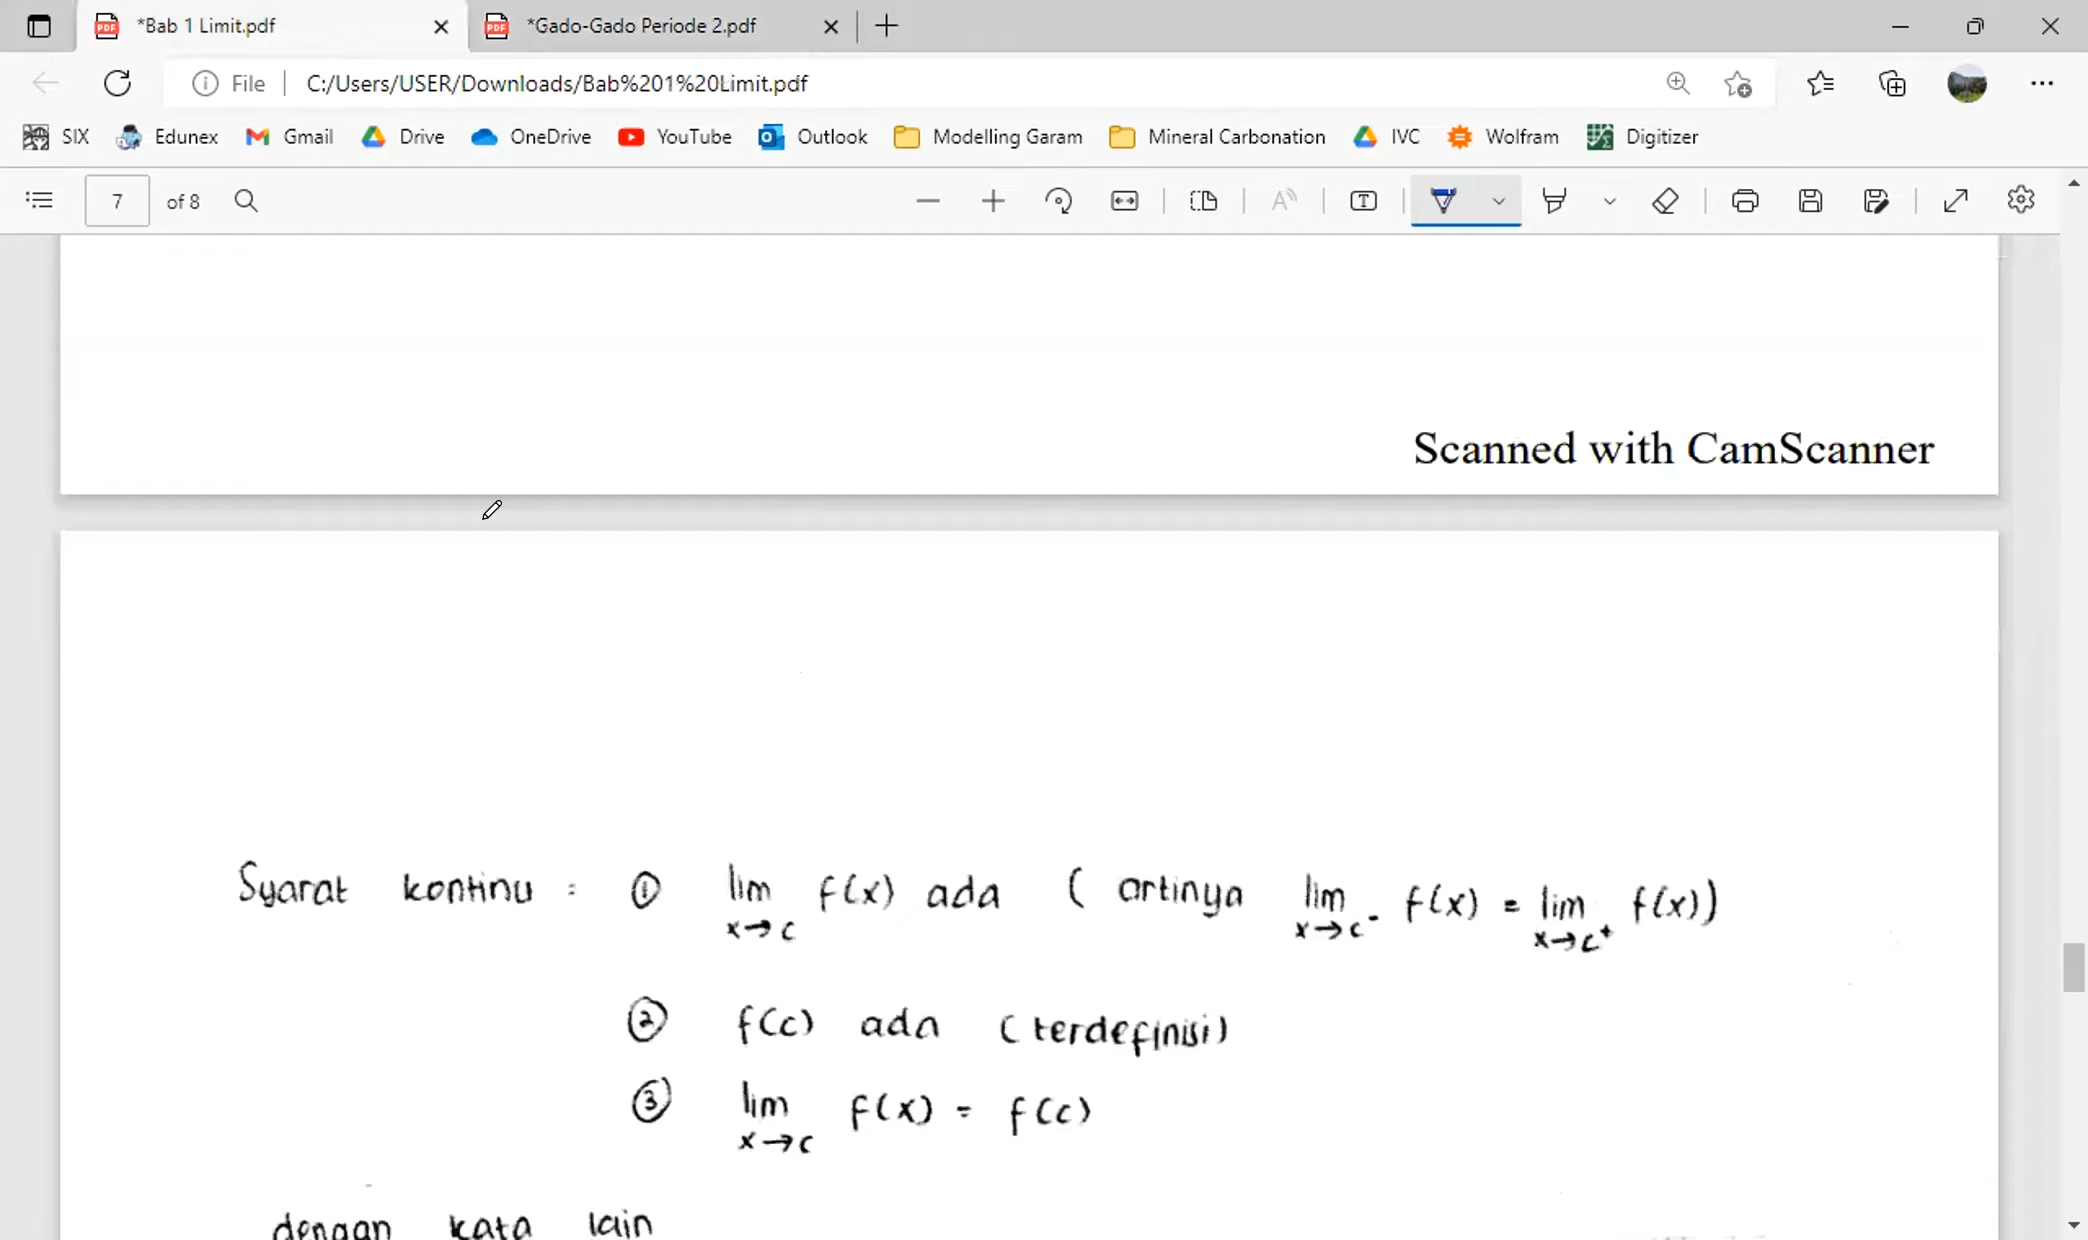 *Bab 1 Limit.pdf
*Gado-Gado Periode 2.pdf
File
C:/Users/USER/Downloads/Bab%201%20Limit.pdf
SIX Edunex Gmail Drive OneDrive YouTube Outlook Modelling Garam Mineral Carbonation IVC Wolfram Digitizer
7 of 8
Scanned with CamScanner
Syarat kontinu : ① lim x→c f(x) ada ( artinya lim x→c⁻ f(x) = lim x→c⁺ f(x))
② f(c) ada (terdefinisi)
③ lim x→c f(x) = f(c)
dengan kata lain